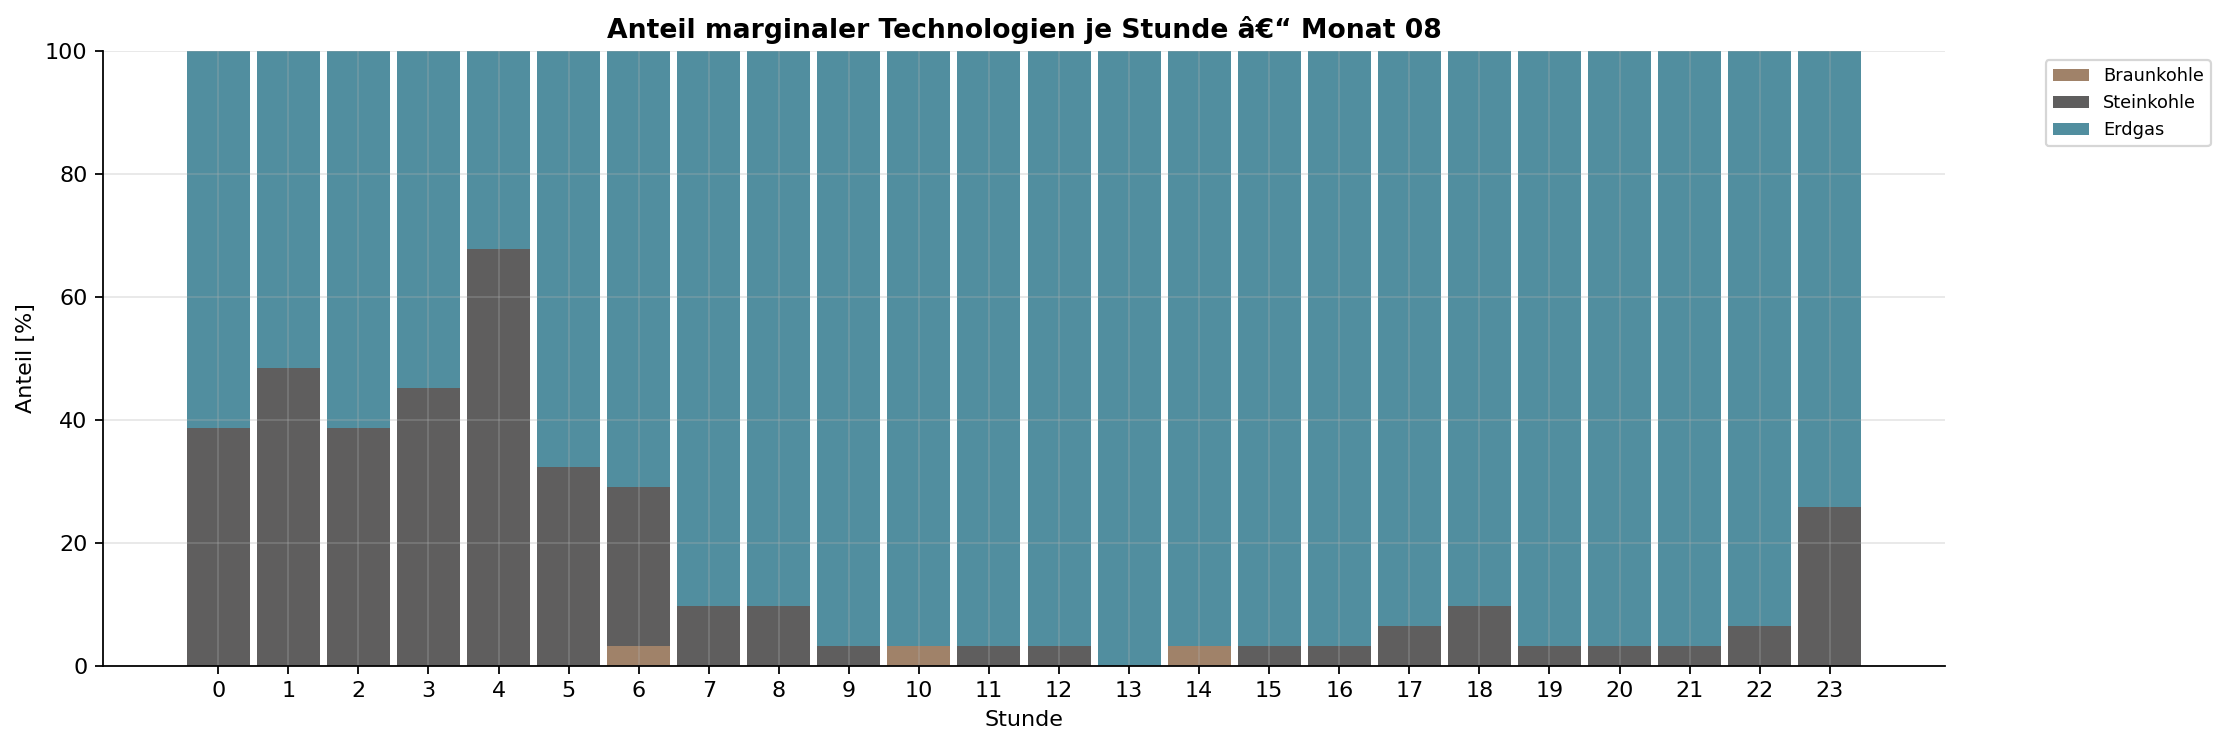 Anteil marginaler Technologien je Stunde â€“ Monat 08
Anteil [%]
100
80
60
40
20
0
0 1 2 3 4 5 6 7 8 9 10 11 12 13 14 15 16 17 18 19 20 21 22 23
Stunde
Braunkohle
Steinkohle
Erdgas